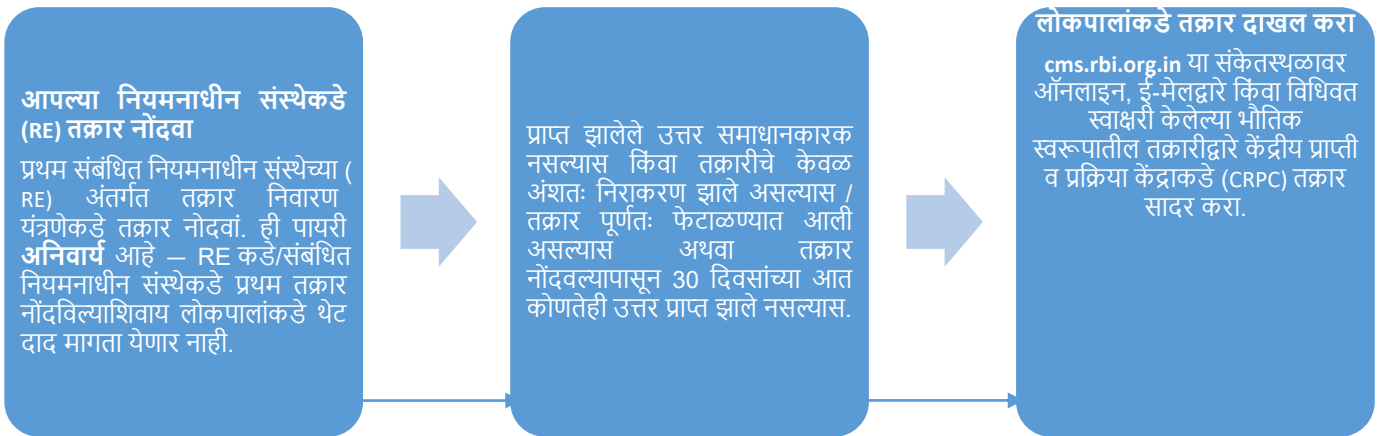 आपल्या नियमनाधीन संस्थेकडे
(RE) तक्रार नोंदवा
प्रथम संबंधित नियमनाधीन संस्थेच्या (
RE) अंतर्गत तक्रार निवारण
यंत्रणेकडे तक्रार नोदवां. ही पायरी
अनिवार्य आहे — RE कडे/संबंधित
नियमनाधीन संस्थेकडे प्रथम तक्रार
नोंदविल्याशिवाय लोकपालांकडे थेट
दाद मागता येणार नाही.
प्राप्त झालेले उत्तर समाधानकारक
नसल्यास किंवा तक्रारीचे केवळ
अंशतः निराकरण झाले असल्यास /
तक्रार पूर्णतः फेटाळण्यात आली
असल्यास अथवा तक्रार
नोंदवल्यापासून 30 दिवसांच्या आत
कोणतेही उत्तर प्राप्त झाले नसल्यास.
लोकपालांकडे तक्रार दाखल करा
cms.rbi.org.in या संकेतस्थळावर
ऑनलाइन, ई-मेलद्वारे किंवा विधिवत
स्वाक्षरी केलेल्या भौतिक
स्वरूपातील तक्रारीद्वारे केंद्रीय प्राप्ती
व प्रक्रिया केंद्राकडे (CRPC) तक्रार
सादर करा.